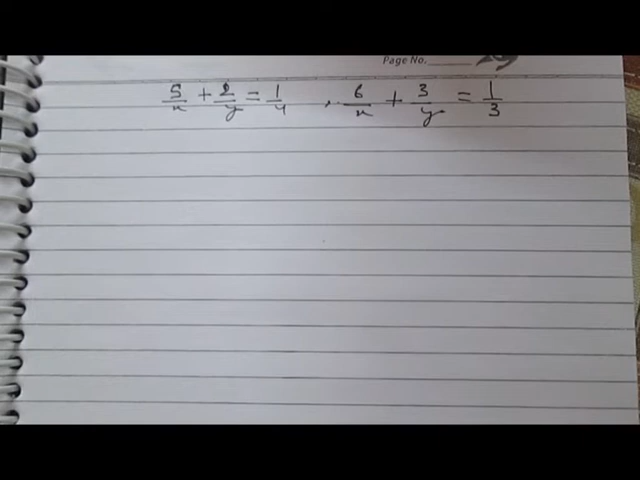 Page No.
5/x + 2/y = 1/4 , 6/x + 3/y = 1/3